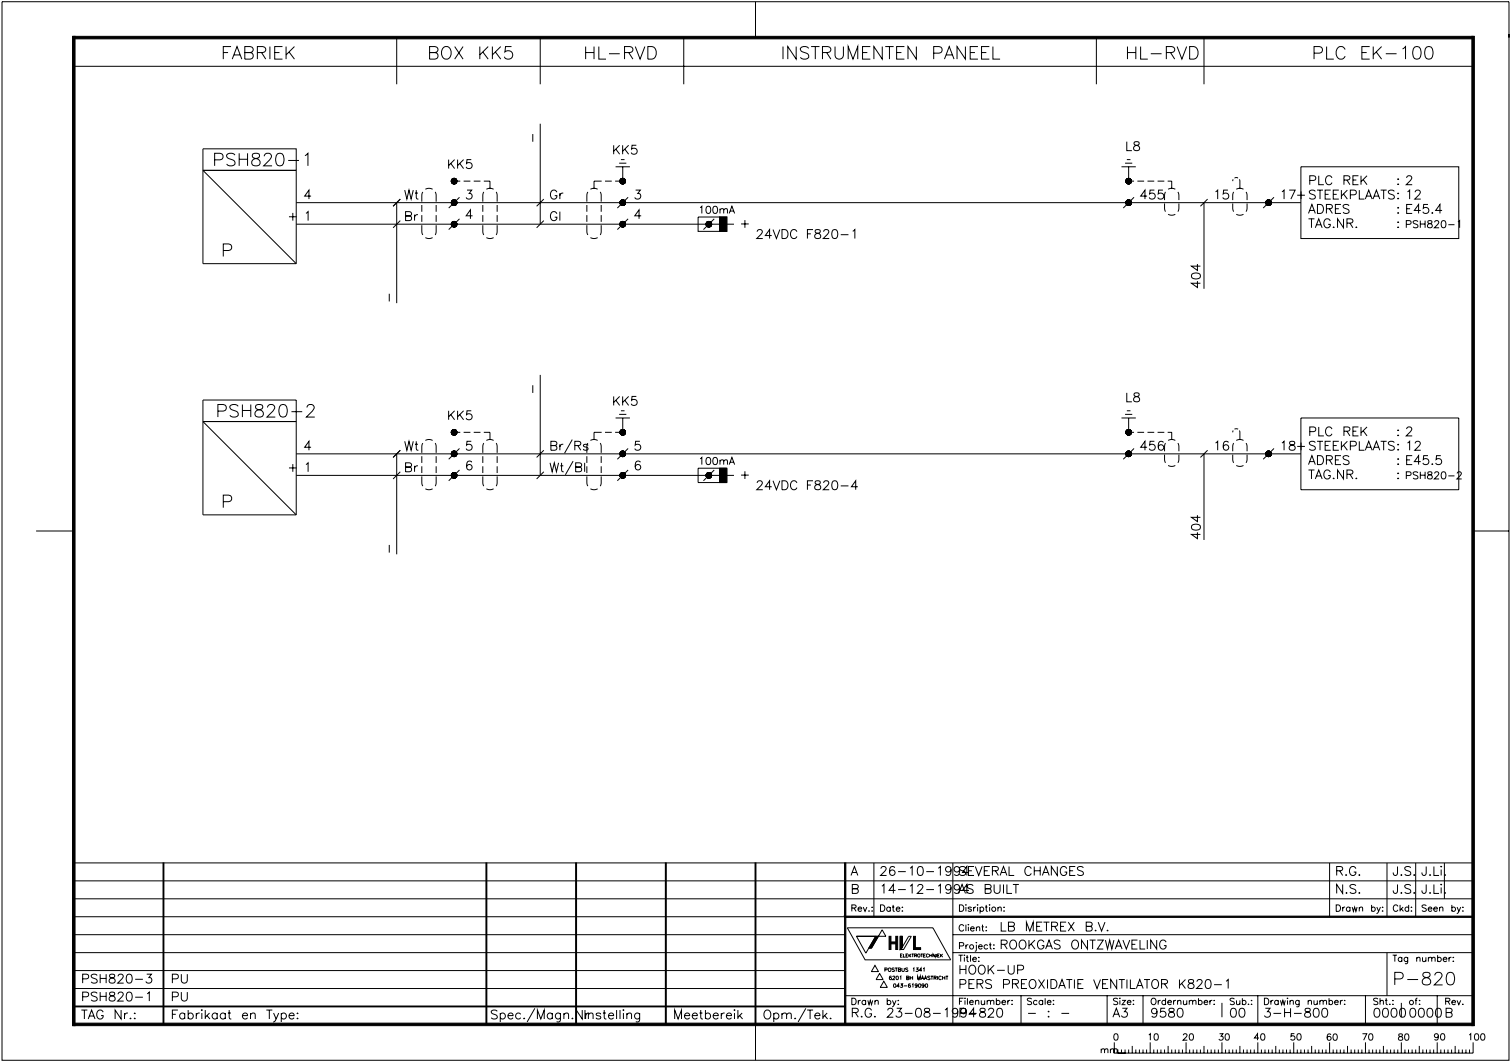 FABRIEK BOX KK5 HL-RVD INSTRUMENTEN PANEEL HL-RVD PLC EK-100
PSH820-1
P
4
+ 1
Wt
Br
KK5
3
4
Gr
Gl
KK5
3
4
100mA
+
24VDC F820-1
L8
455
15
404
17+
PLC REK : 2
STEEKPLAATS: 12
ADRES : E45.4
TAG.NR. : PSH820-1
PSH820-2
P
4
+ 1
Wt
Br
KK5
5
6
Br/Rs
Wt/Bl
KK5
5
6
100mA
+
24VDC F820-4
L8
456
16
404
18+
PLC REK : 2
STEEKPLAATS: 12
ADRES : E45.5
TAG.NR. : PSH820-2
PSH820-3 PU
PSH820-1 PU
TAG Nr.: Fabrikaat en Type: Spec./Magn.Nr. Instelling Meetbereik Opm./Tek.
A 26-10-1994 SEVERAL CHANGES R.G. J.S. J.Li.
B 14-12-1994 AS BUILT N.S. J.S. J.Li.
Rev.: Date: Disription: Drawn by: Ckd: Seen by:
HVL
ELEKTROTECHNIEK
POSTBUS 1341
6201 BH MAASTRICHT
043-619090
Client: LB METREX B.V.
Project: ROOKGAS ONTZWAVELING
Title:
HOOK-UP
PERS PREOXIDATIE VENTILATOR K820-1
Tag number:
P-820
Drawn by: Filenumber: Scale: Size: Ordernumber: Sub.: Drawing number: Sht.: of: Rev.
R.G. 23-08-1994 - : - A3 9580 00 3-H-800 0000 0000 B
0 10 20 30 40 50 60 70 80 90 100
mm